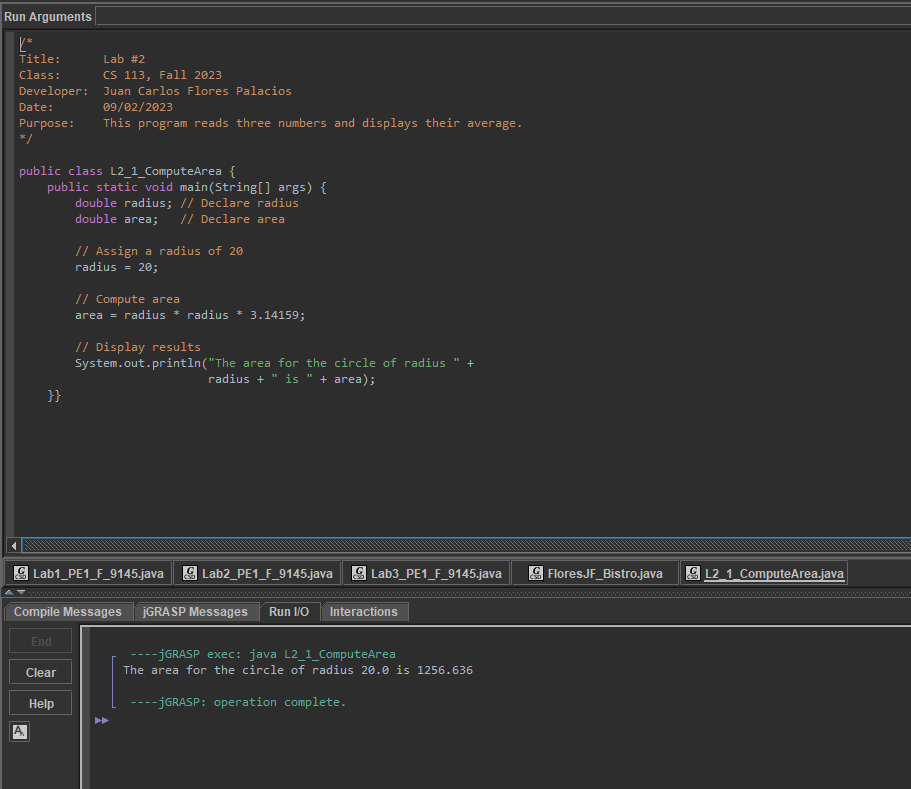 Run Arguments
/*
Title:      Lab #2
Class:      CS 113, Fall 2023
Developer:  Juan Carlos Flores Palacios
Date:       09/02/2023
Purpose:    This program reads three numbers and displays their average.
*/
public class L2_1_ComputeArea {
    public static void main(String[] args) {
        double radius; // Declare radius
        double area;   // Declare area
        // Assign a radius of 20
        radius = 20;
        // Compute area
        area = radius * radius * 3.14159;
        // Display results
        System.out.println("The area for the circle of radius " +
                           radius + " is " + area);
    }}
Lab1_PE1_F_9145.java Lab2_PE1_F_9145.java Lab3_PE1_F_9145.java FloresJF_Bistro.java L2_1_ComputeArea.java
Compile Messages jGRASP Messages Run I/O Interactions
End
Clear
Help
----jGRASP exec: java L2_1_ComputeArea
The area for the circle of radius 20.0 is 1256.636
----jGRASP: operation complete.